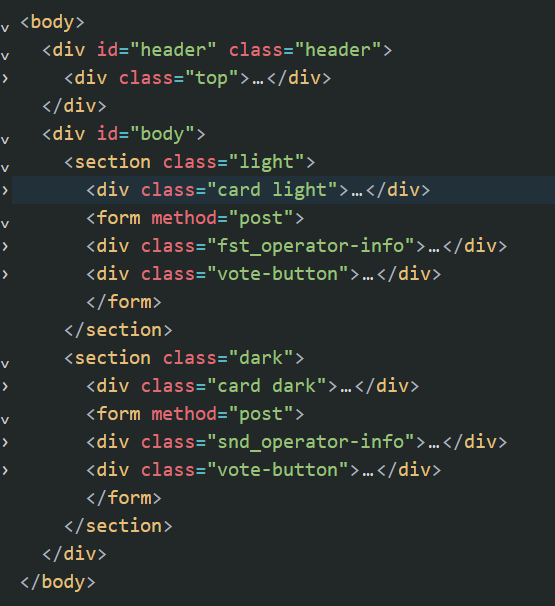 <body>
<div id="header" class="header">
<div class="top">…</div>
</div>
<div id="body">
<section class="light">
<div class="card light">…</div>
<form method="post">
<div class="fst_operator-info">…</div>
<div class="vote-button">…</div>
</form>
</section>
<section class="dark">
<div class="card dark">…</div>
<form method="post">
<div class="snd_operator-info">…</div>
<div class="vote-button">…</div>
</form>
</section>
</div>
</body>